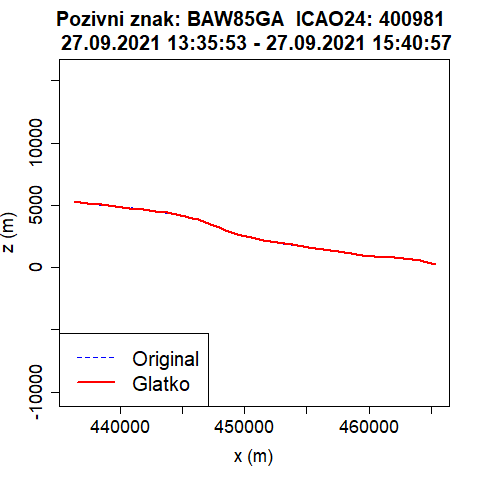 Pozivni znak: BAW85GA  ICAO24: 400981
27.09.2021 13:35:53 - 27.09.2021 15:40:57
10000
5000
0
-10000
z (m)
Original
Glatko
440000 450000 460000
x (m)